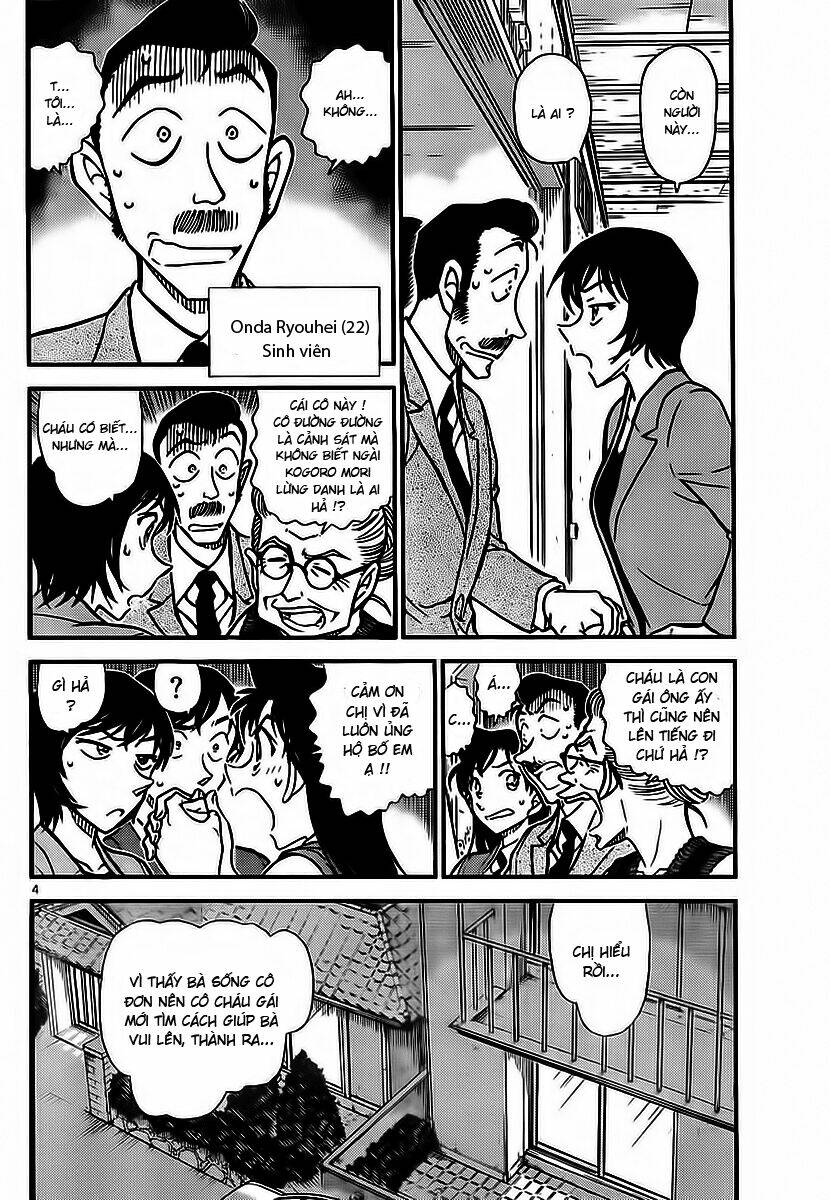 CÒN
NGƯỜI
NÀY...
LÀ AI ?
AH...
KHÔNG...
T...
TÔI...
LÀ...
Onda Ryouhei (22)
Sinh viên
CÁI CÔ NÀY !
CÔ ĐƯỜNG ĐƯỜNG
LÀ CẢNH SÁT MÀ
KHÔNG BIẾT NGÀI
KOGORO MORI
LỪNG DANH LÀ AI
HẢ !?
CHÁU CÓ BIẾT...
NHƯNG MÀ...
CHÁU LÀ CON
GÁI ÔNG ẤY
THÌ CŨNG NÊN
LÊN TIẾNG ĐI
CHỨ HẢ !?
Á...
C...
CẢM ƠN
CHỊ VÌ ĐÃ
LUÔN ỦNG
HỘ BỐ EM
Ạ !!
?
GÌ HẢ
?
4
CHỊ HIỂU
RỒI...
VÌ THẤY BÀ SỐNG CÔ
ĐƠN NÊN CÔ CHÁU GÁI
MỚI TÌM CÁCH GIÚP BÀ
VUI LÊN, THÀNH RA...